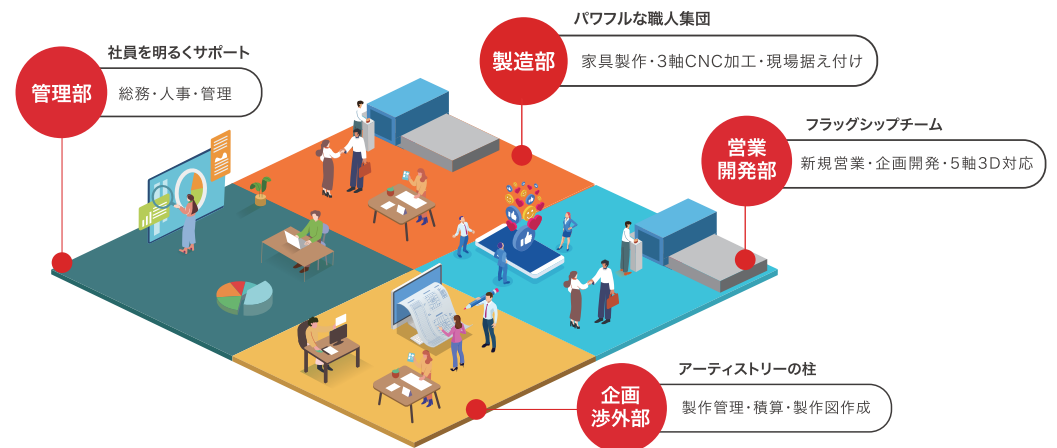 社員を明るくサポート
管理部
総務・人事・管理
パワフルな職人集団
製造部
家具製作・3軸CNC加工・現場据え付け
フラッグシップチーム
営業
開発部
新規営業・企画開発・5軸3D対応
アーティストリーの柱
企画
渉外部
製作管理・積算・製作図作成